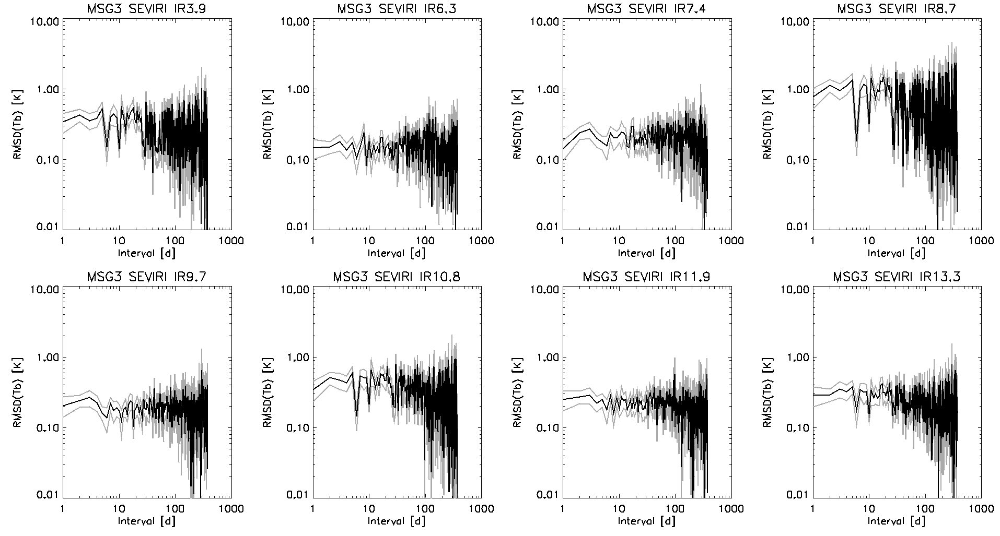 MSG3 SEVIRI IR3.9
10.00
1.00
0.10
0.01
RMSD(Tb) [K]
1 10 100 1000
Interval [d]
MSG3 SEVIRI IR6.3
10.00
1.00
0.10
0.01
RMSD(Tb) [K]
1 10 100 1000
Interval [d]
MSG3 SEVIRI IR7.4
10.00
1.00
0.10
0.01
RMSD(Tb) [K]
1 10 100 1000
Interval [d]
MSG3 SEVIRI IR8.7
10.00
1.00
0.10
0.01
RMSD(Tb) [K]
1 10 100 1000
Interval [d]
MSG3 SEVIRI IR9.7
10.00
1.00
0.10
0.01
RMSD(Tb) [K]
1 10 100 1000
Interval [d]
MSG3 SEVIRI IR10.8
10.00
1.00
0.10
0.01
RMSD(Tb) [K]
1 10 100 1000
Interval [d]
MSG3 SEVIRI IR11.9
10.00
1.00
0.10
0.01
RMSD(Tb) [K]
1 10 100 1000
Interval [d]
MSG3 SEVIRI IR13.3
10.00
1.00
0.10
0.01
RMSD(Tb) [K]
1 10 100 1000
Interval [d]